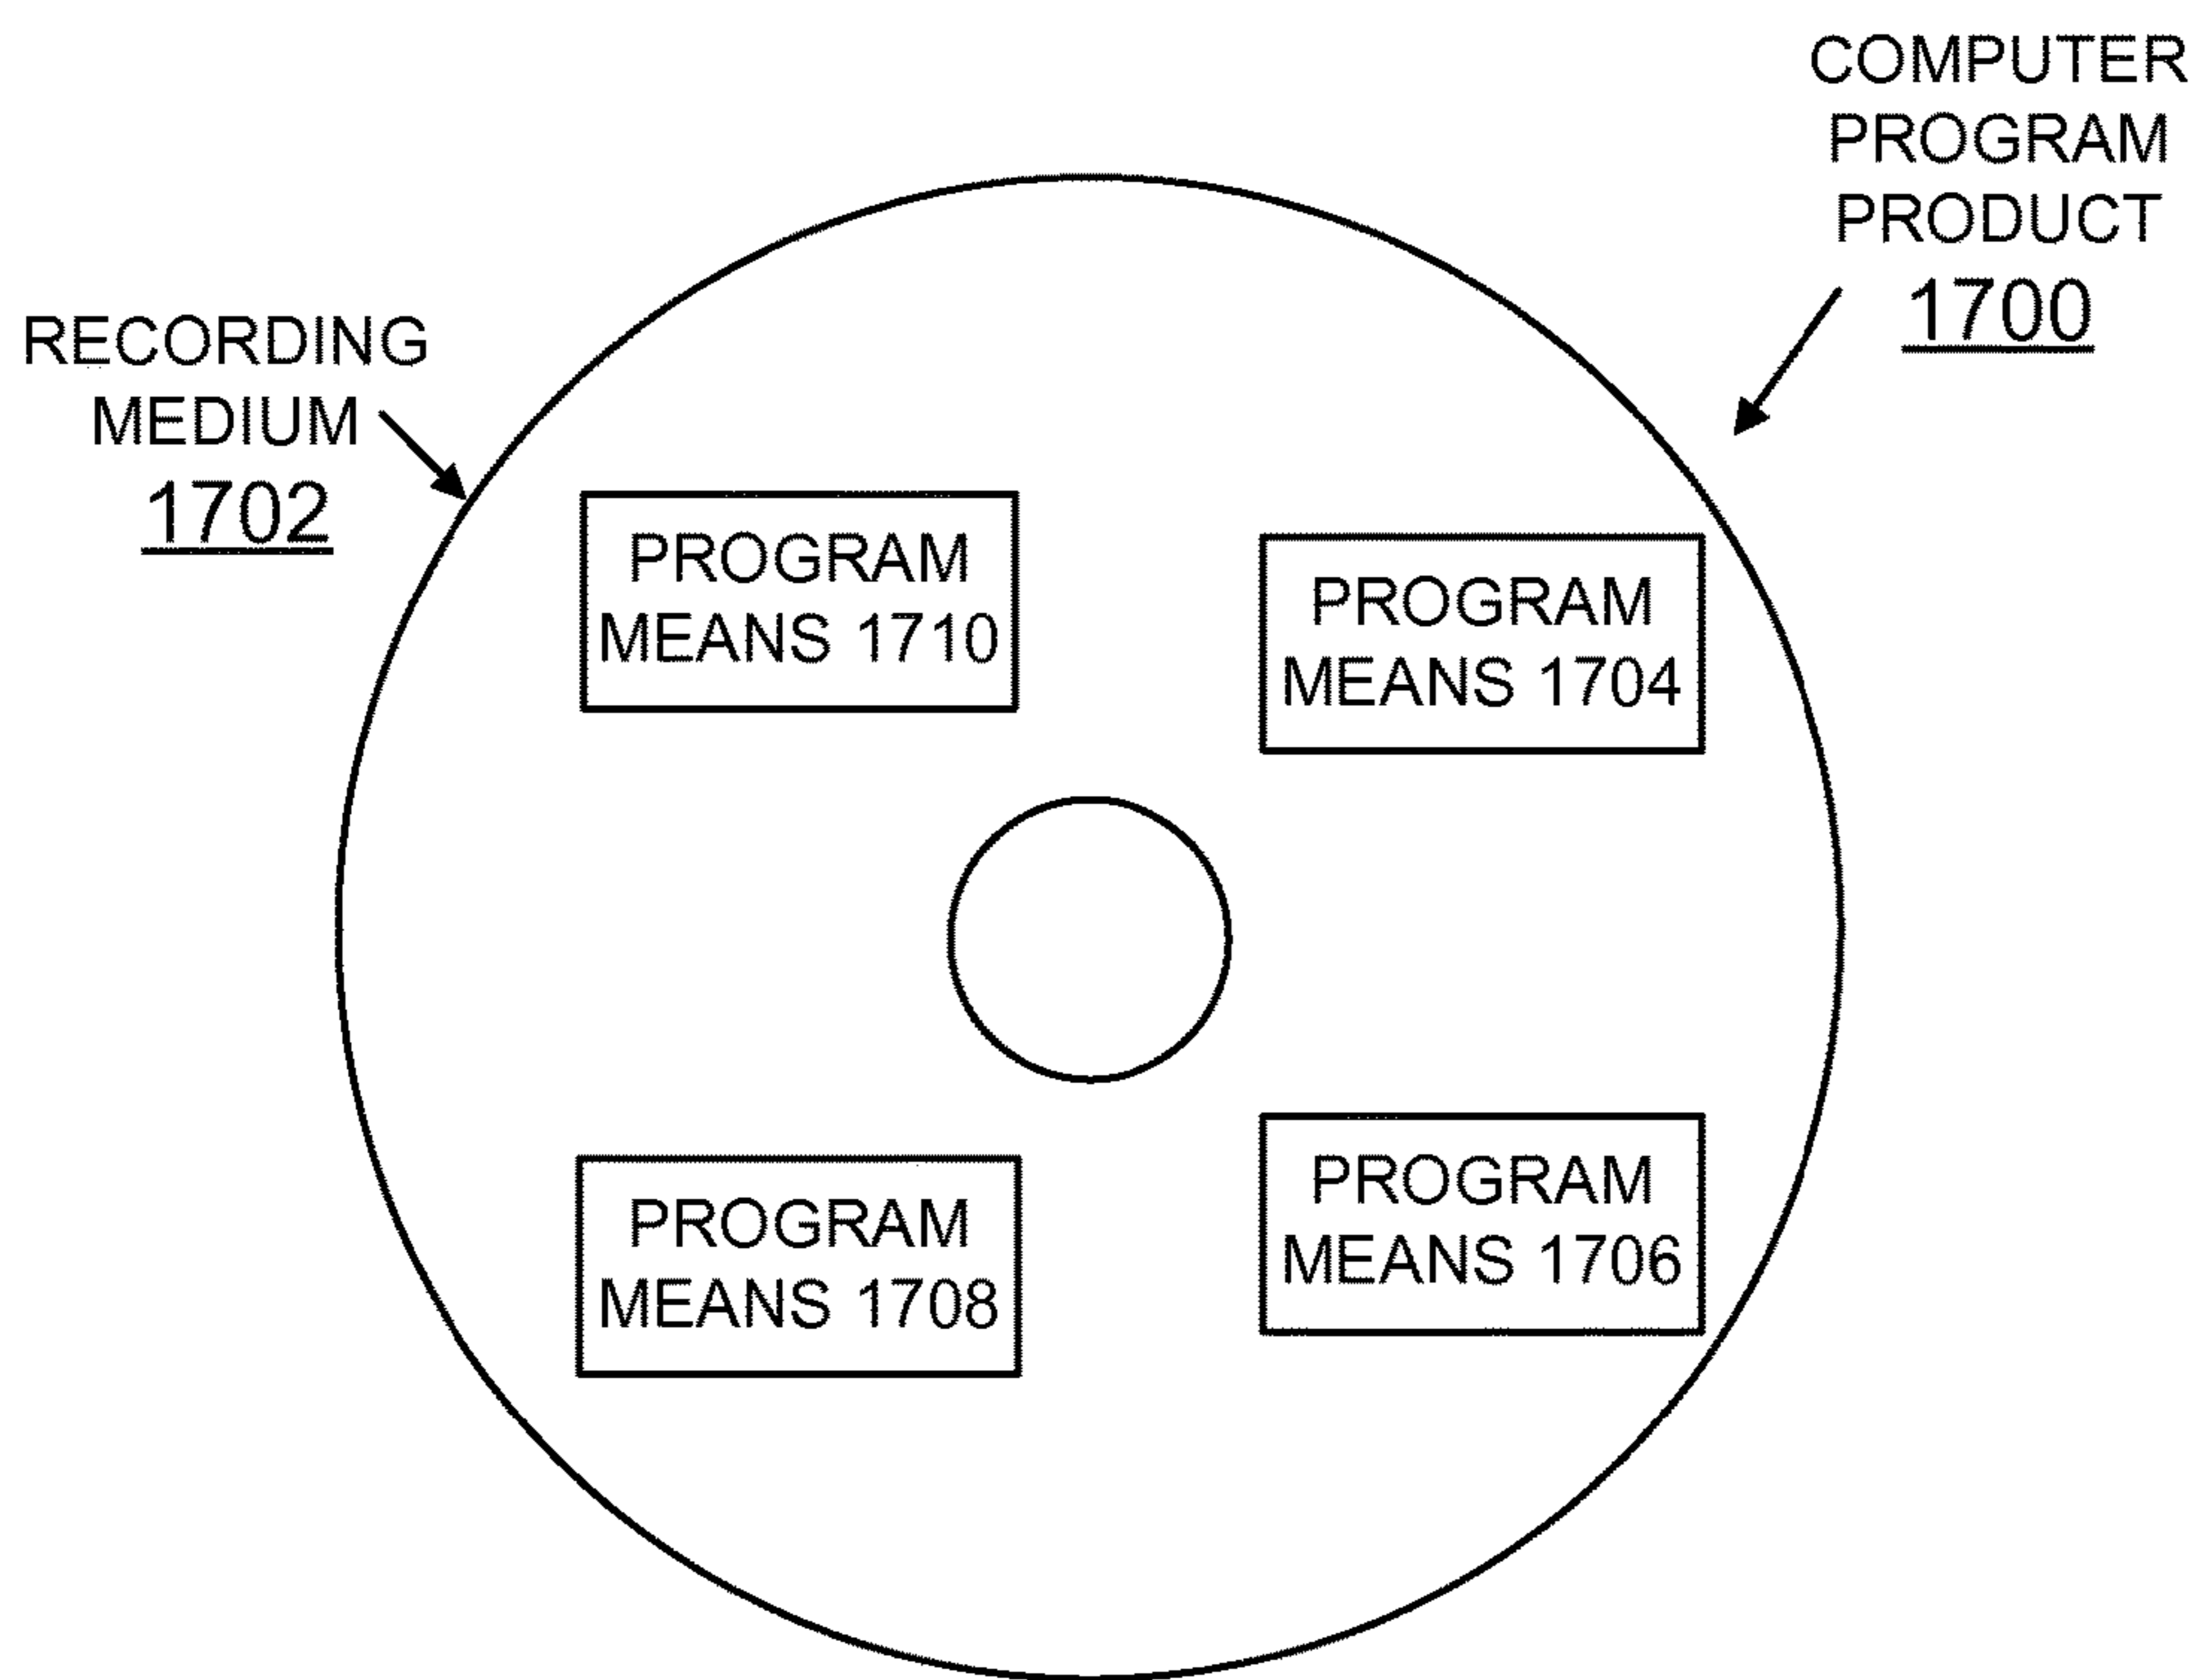 COMPUTER
PROGRAM
PRODUCT
1700
RECORDING
MEDIUM
1702
PROGRAM
MEANS 1710
PROGRAM
MEANS 1704
PROGRAM
MEANS 1708
PROGRAM
MEANS 1706